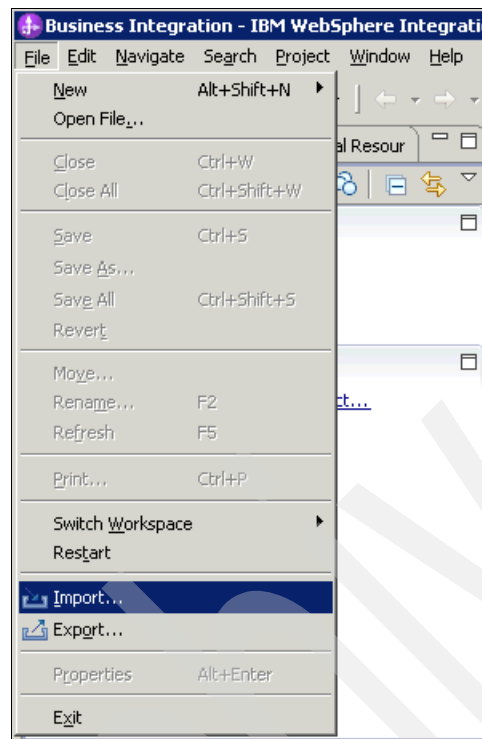 Business Integration - IBM WebSphere Integrati
File Edit Navigate Search Project Window Help
New Alt+Shift+N
Open File...
al Resour
Close Ctrl+W
Close All Ctrl+Shift+W
Save Ctrl+S
Save As...
Save All Ctrl+Shift+S
Revert
Move...
Rename... F2
ct...
Refresh F5
Print... Ctrl+P
Switch Workspace
Restart
Import...
Export...
Properties Alt+Enter
Exit